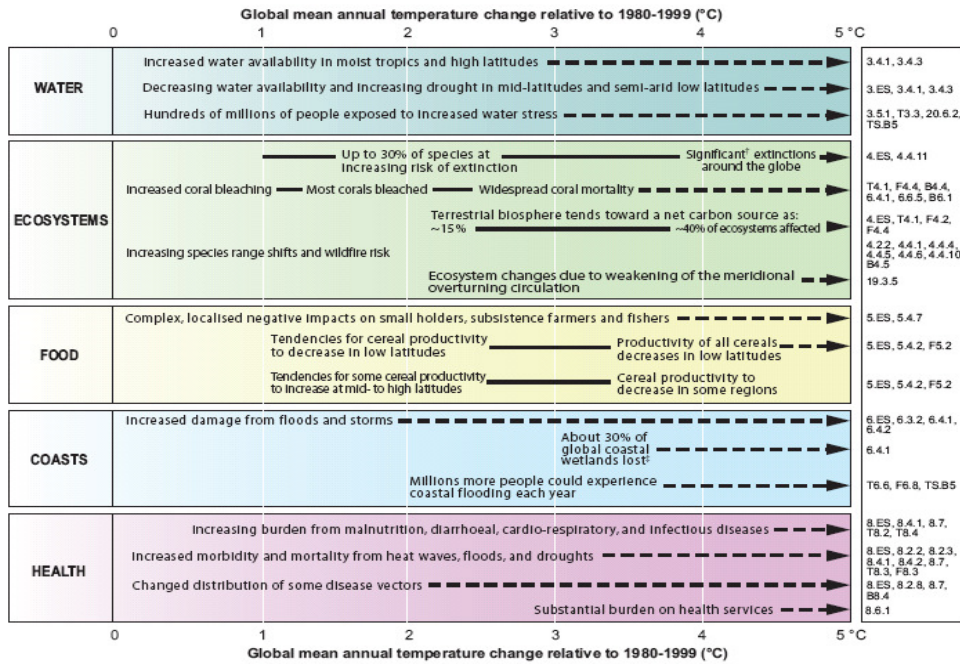 Global mean annual temperature change relative to 1980-1999 (°C)
0 1 2 3 4 5 °C
WATER
Increased water availability in moist tropics and high latitudes
3.4.1, 3.4.3
Decreasing water availability and increasing drought in mid-latitudes and semi-arid low latitudes
3.ES, 3.4.1, 3.4.3
Hundreds of millions of people exposed to increased water stress
3.5.1, T3.3, 20.6.2,
TS.B5
ECOSYSTEMS
Up to 30% of species at
increasing risk of extinction
Significant† extinctions
around the globe
4.ES, 4.4.11
Increased coral bleaching
Most corals bleached
Widespread coral mortality
T4.1, F4.4, B4.4,
6.4.1, 6.6.5, B6.1
Terrestrial biosphere tends toward a net carbon source as:
~15%
~40% of ecosystems affected
4.ES, T4.1, F4.2,
F4.4
Increasing species range shifts and wildfire risk
4.2.2, 4.4.1, 4.4.4,
4.4.5, 4.4.6, 4.4.10,
B4.5
Ecosystem changes due to weakening of the meridional
overturning circulation
19.3.5
FOOD
Complex, localised negative impacts on small holders, subsistence farmers and fishers
5.ES, 5.4.7
Tendencies for cereal productivity
to decrease in low latitudes
Productivity of all cereals
decreases in low latitudes
5.ES, 5.4.2, F5.2
Tendencies for some cereal productivity
to increase at mid- to high latitudes
Cereal productivity to
decrease in some regions
5.ES, 5.4.2, F5.2
COASTS
Increased damage from floods and storms
6.ES, 6.3.2, 6.4.1,
6.4.2
About 30% of
global coastal
wetlands lost‡
6.4.1
Millions more people could experience
coastal flooding each year
T6.6, F6.8, TS.B5
HEALTH
Increasing burden from malnutrition, diarrhoeal, cardio-respiratory, and infectious diseases
8.ES, 8.4.1, 8.7,
T8.2, T8.4
Increased morbidity and mortality from heat waves, floods, and droughts
8.ES, 8.2.2, 8.2.3,
8.4.1, 8.4.2, 8.7,
T8.3, F8.3
Changed distribution of some disease vectors
8.ES, 8.2.8, 8.7,
B8.4
Substantial burden on health services
8.6.1
0 1 2 3 4 5 °C
Global mean annual temperature change relative to 1980-1999 (°C)